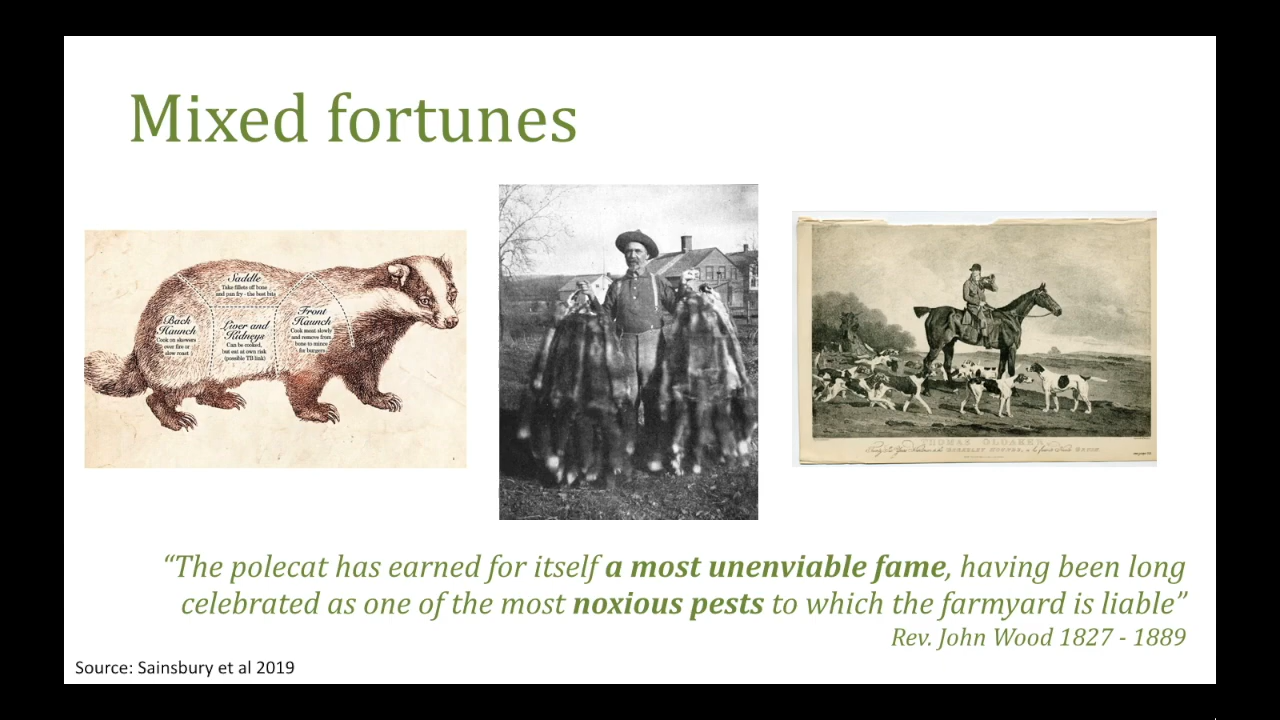 Mixed fortunes
Saddle
Take fillets off bone
and pan fry - the best bits
Back
Haunch
Cook on skewers
over fire or
slow roast
Liver and
Kidneys
Can be cooked,
but eat at own risk
(possible TB link)
Front
Haunch
Cook meat slowly
and remove from
bone to mince
for burgers
THOMAS OLDAKER
“The polecat has earned for itself a most unenviable fame, having been long
celebrated as one of the most noxious pests to which the farmyard is liable”
Rev. John Wood 1827 - 1889
Source: Sainsbury et al 2019